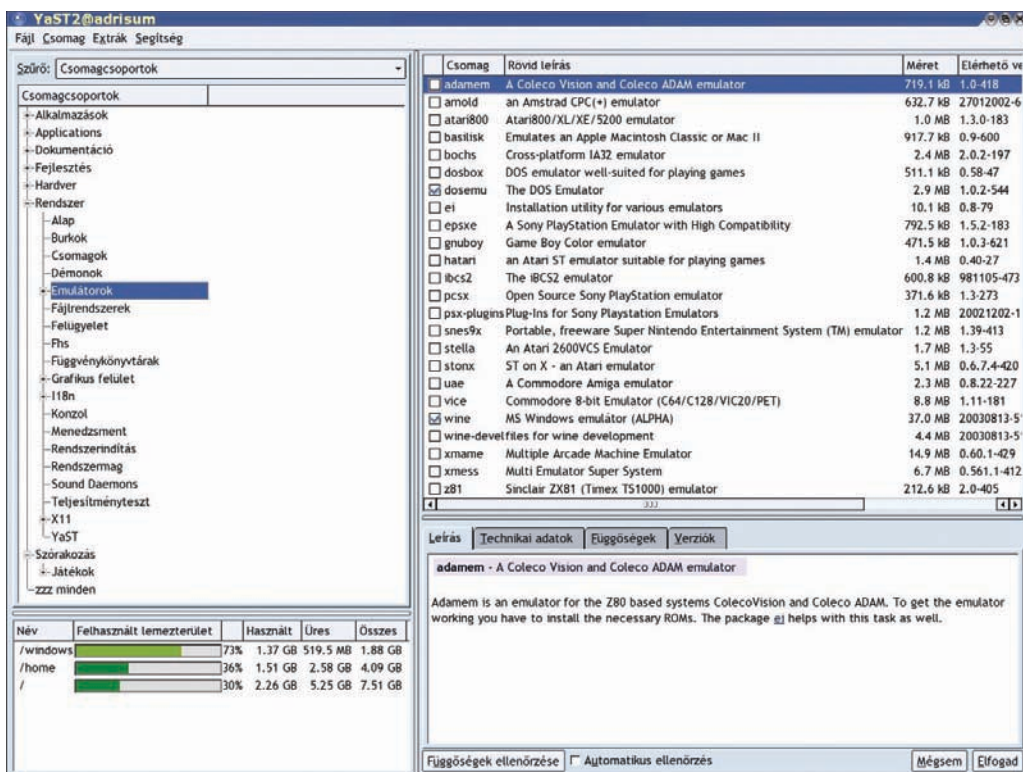 YaST2@adrisum
Fájl Csomag Extrák Segítség
Szűrő: Csomagcsoportok
Csomagcsoportok
Alkalmazások
Applications
Dokumentáció
Fejlesztés
Hardver
Rendszer
Alap
Burkok
Csomagok
Démonok
Emulátorok
Fájlrendszerek
Felügyelet
Fhs
Függvénykönyvtárak
Grafikus felület
I18n
Konzol
Menedzsment
Rendszerindítás
Rendszermag
Sound Daemons
Teljesítményteszt
X11
YaST
Szórakozás
Játékok
zzz minden
Név Felhasznált lemezterület Használt Üres Összes
/windows 73% 1.37 GB 519.5 MB 1.88 GB
/home 36% 1.51 GB 2.58 GB 4.09 GB
/ 30% 2.26 GB 5.25 GB 7.51 GB
Csomag Rövid leírás Méret Elérhető ve
adamem A Coleco Vision and Coleco ADAM emulator 719.1 kB 1.0-418
amold an Amstrad CPC(+) emulator 632.7 kB 27012002-6
atari800 Atari800/XL/XE/5200 emulator 1.0 MB 1.3.0-183
basilisk Emulates an Apple Macintosh Classic or Mac II 917.7 kB 0.9-600
bochs Cross-platform IA32 emulator 2.4 MB 2.0.2-197
dosbox DOS emulator well-suited for playing games 511.1 kB 0.58-47
dosemu The DOS Emulator 2.9 MB 1.0.2-544
ei Installation utility for various emulators 10.1 kB 0.8-79
epsxe A Sony PlayStation Emulator with High Compatibility 792.5 kB 1.5.2-183
gnuboy Game Boy Color emulator 471.5 kB 1.0.3-621
hatari an Atari ST emulator suitable for playing games 1.4 MB 0.40-27
ibcs2 The iBCS2 emulator 600.8 kB 981105-473
pcsx Open Source Sony PlayStation emulator 371.6 kB 1.3-273
psx-plugins Plug-Ins for Sony Playstation Emulators 1.2 MB 20021202-1
snes9x Portable, freeware Super Nintendo Entertainment System (TM) emulator 1.2 MB 1.39-413
stella An Atari 2600VCS Emulator 1.7 MB 1.3-55
stonx ST on X - an Atari emulator 5.1 MB 0.6.7.4-420
uae A Commodore Amiga emulator 2.3 MB 0.8.22-227
vice Commodore 8-bit Emulator (C64/C128/VIC20/PET) 8.8 MB 1.11-181
wine MS Windows emulátor (ALPHA) 37.0 MB 20030813-5
wine-devel files for wine development 4.4 MB 20030813-5
xmame Multiple Arcade Machine Emulator 14.9 MB 0.60.1-429
xmess Multi Emulator Super System 6.7 MB 0.561.1-412
z81 Sinclair ZX81 (Timex TS1000) emulator 212.6 kB 2.0-405
Leírás Technikai adatok Függőségek Verziók
adamem - A Coleco Vision and Coleco ADAM emulator
Adamem is an emulator for the Z80 based systems ColecoVision and Coleco ADAM. To get the emulator
working you have to install the necessary ROMs. The package ei helps with this task as well.
Függőségek ellenőrzése Automatikus ellenőrzés Mégsem Elfogad